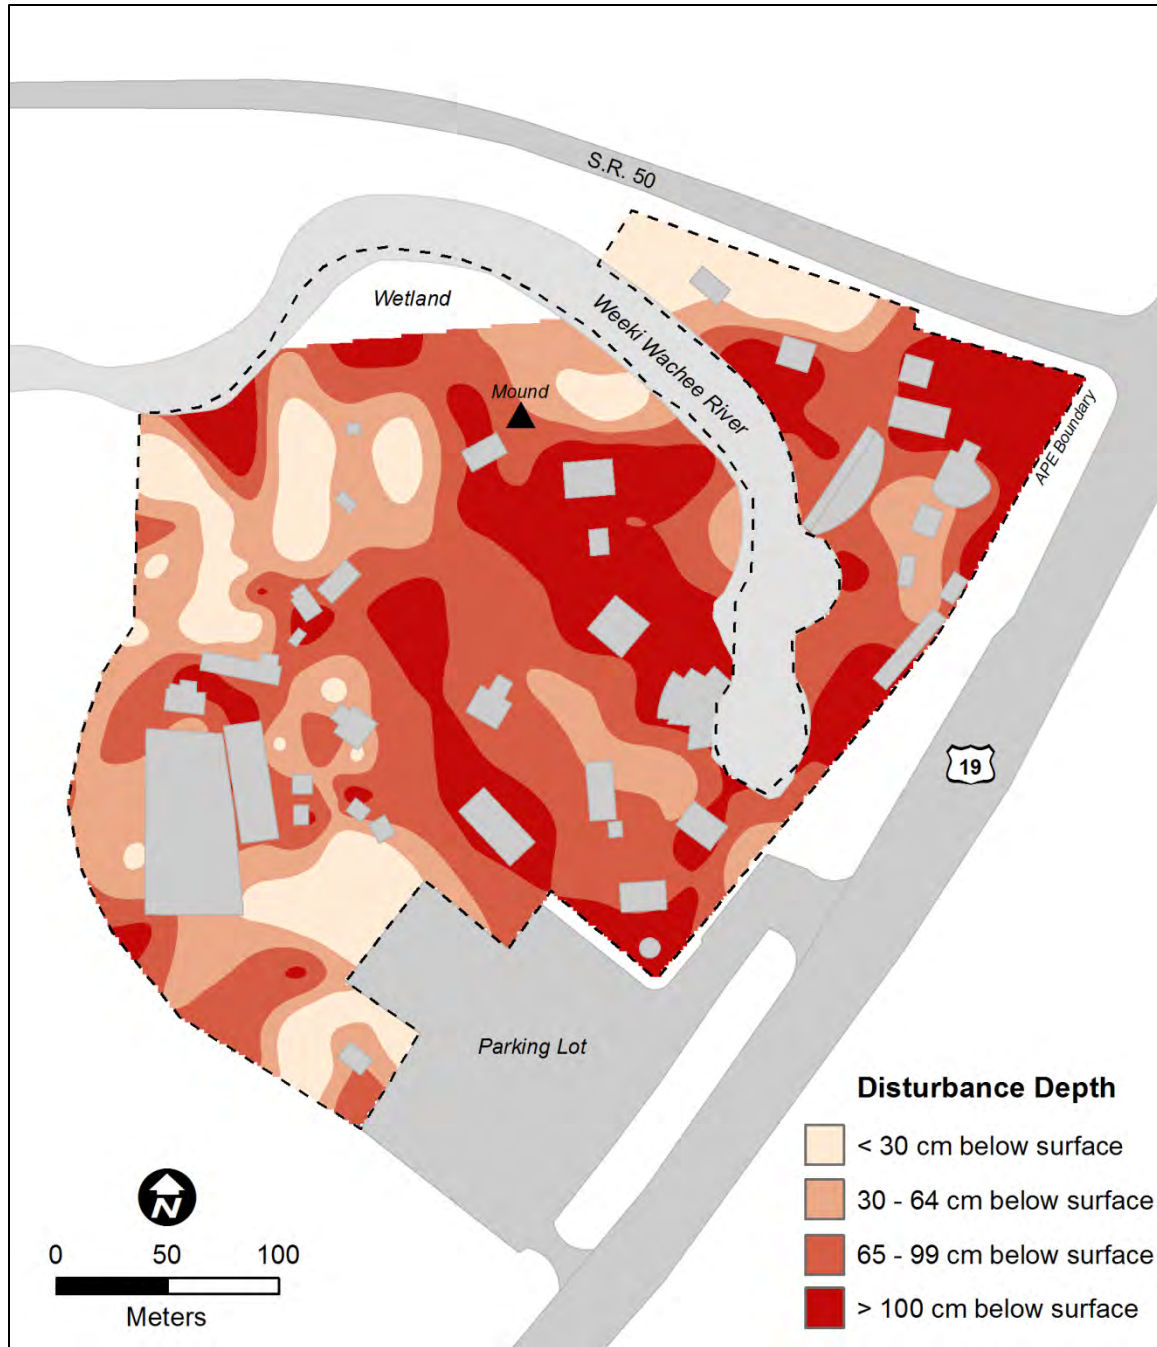 S.R. 50
Wetland
Weeki Wachee River
Mound
APE Boundary
19
Parking Lot
Disturbance Depth
< 30 cm below surface
30 - 64 cm below surface
65 - 99 cm below surface
> 100 cm below surface
N
0 50 100
Meters